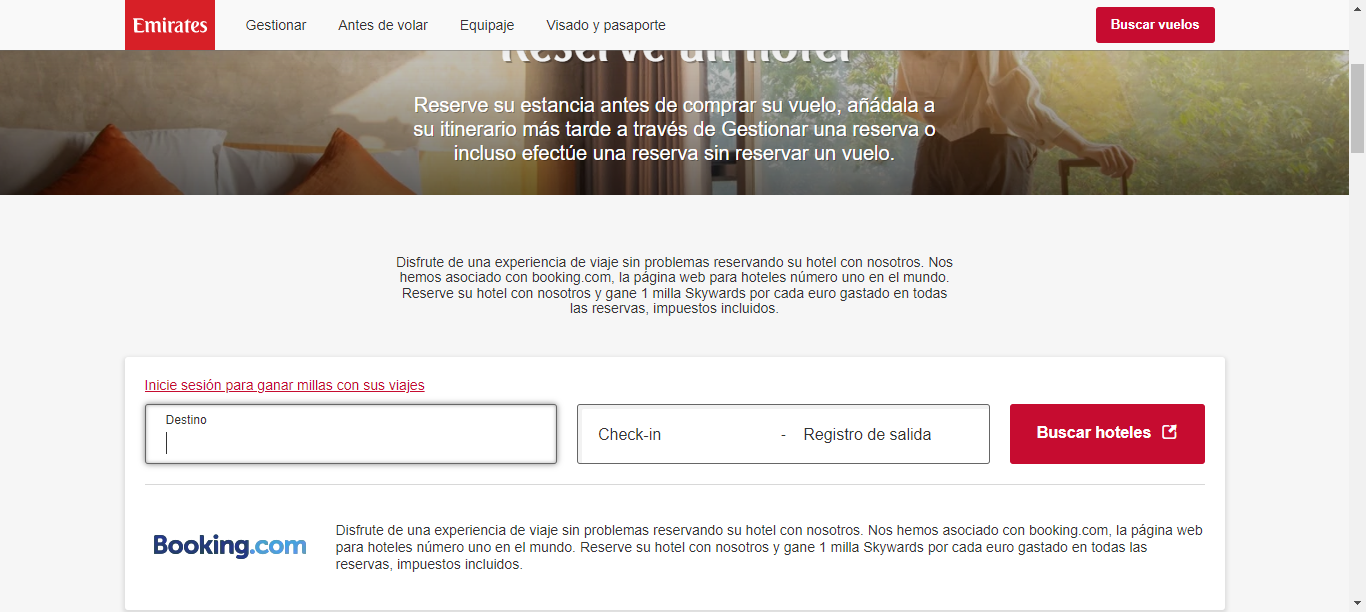 Emirates
Gestionar
Antes de volar
Equipaje
Visado y pasaporte
Buscar vuelos
Reserve un hotel
Reserve su estancia antes de comprar su vuelo, añádala a
su itinerario más tarde a través de Gestionar una reserva o
incluso efectúe una reserva sin reservar un vuelo.
Disfrute de una experiencia de viaje sin problemas reservando su hotel con nosotros. Nos
hemos asociado con booking.com, la página web para hoteles número uno en el mundo.
Reserve su hotel con nosotros y gane 1 milla Skywards por cada euro gastado en todas
las reservas, impuestos incluidos.
Inicie sesión para ganar millas con sus viajes
Destino
Check-in - Registro de salida
Buscar hoteles
Booking.com
Disfrute de una experiencia de viaje sin problemas reservando su hotel con nosotros. Nos hemos asociado con booking.com, la página web
para hoteles número uno en el mundo. Reserve su hotel con nosotros y gane 1 milla Skywards por cada euro gastado en todas las
reservas, impuestos incluidos.